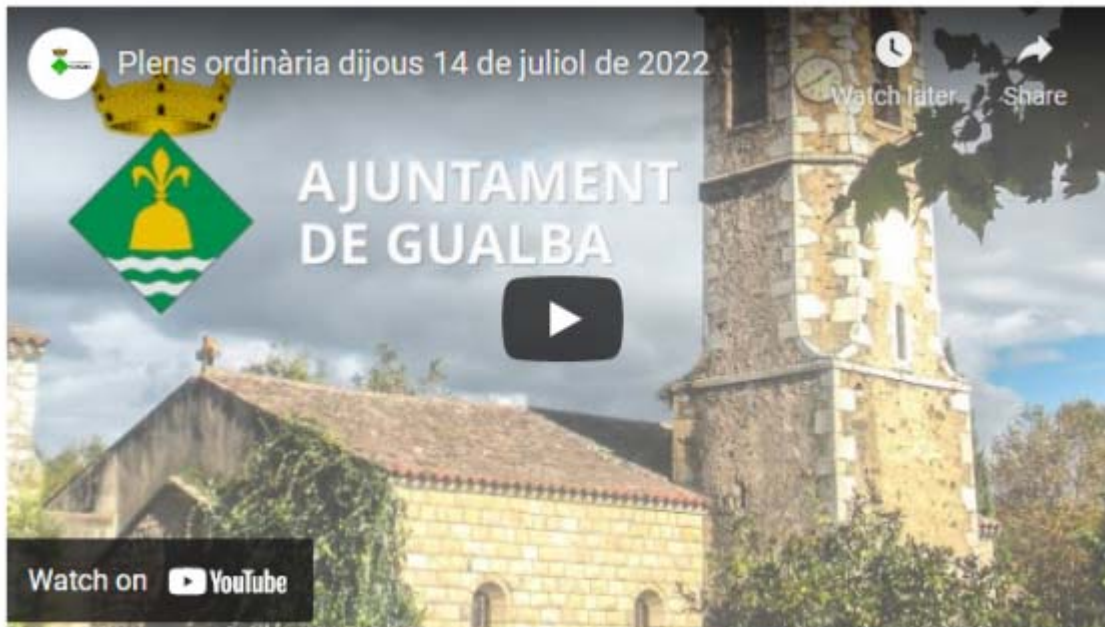 Plens ordinària dijous 14 de juliol de 2022
Watch later
Share
AJUNTAMENT
DE GUALBA
Watch on YouTube